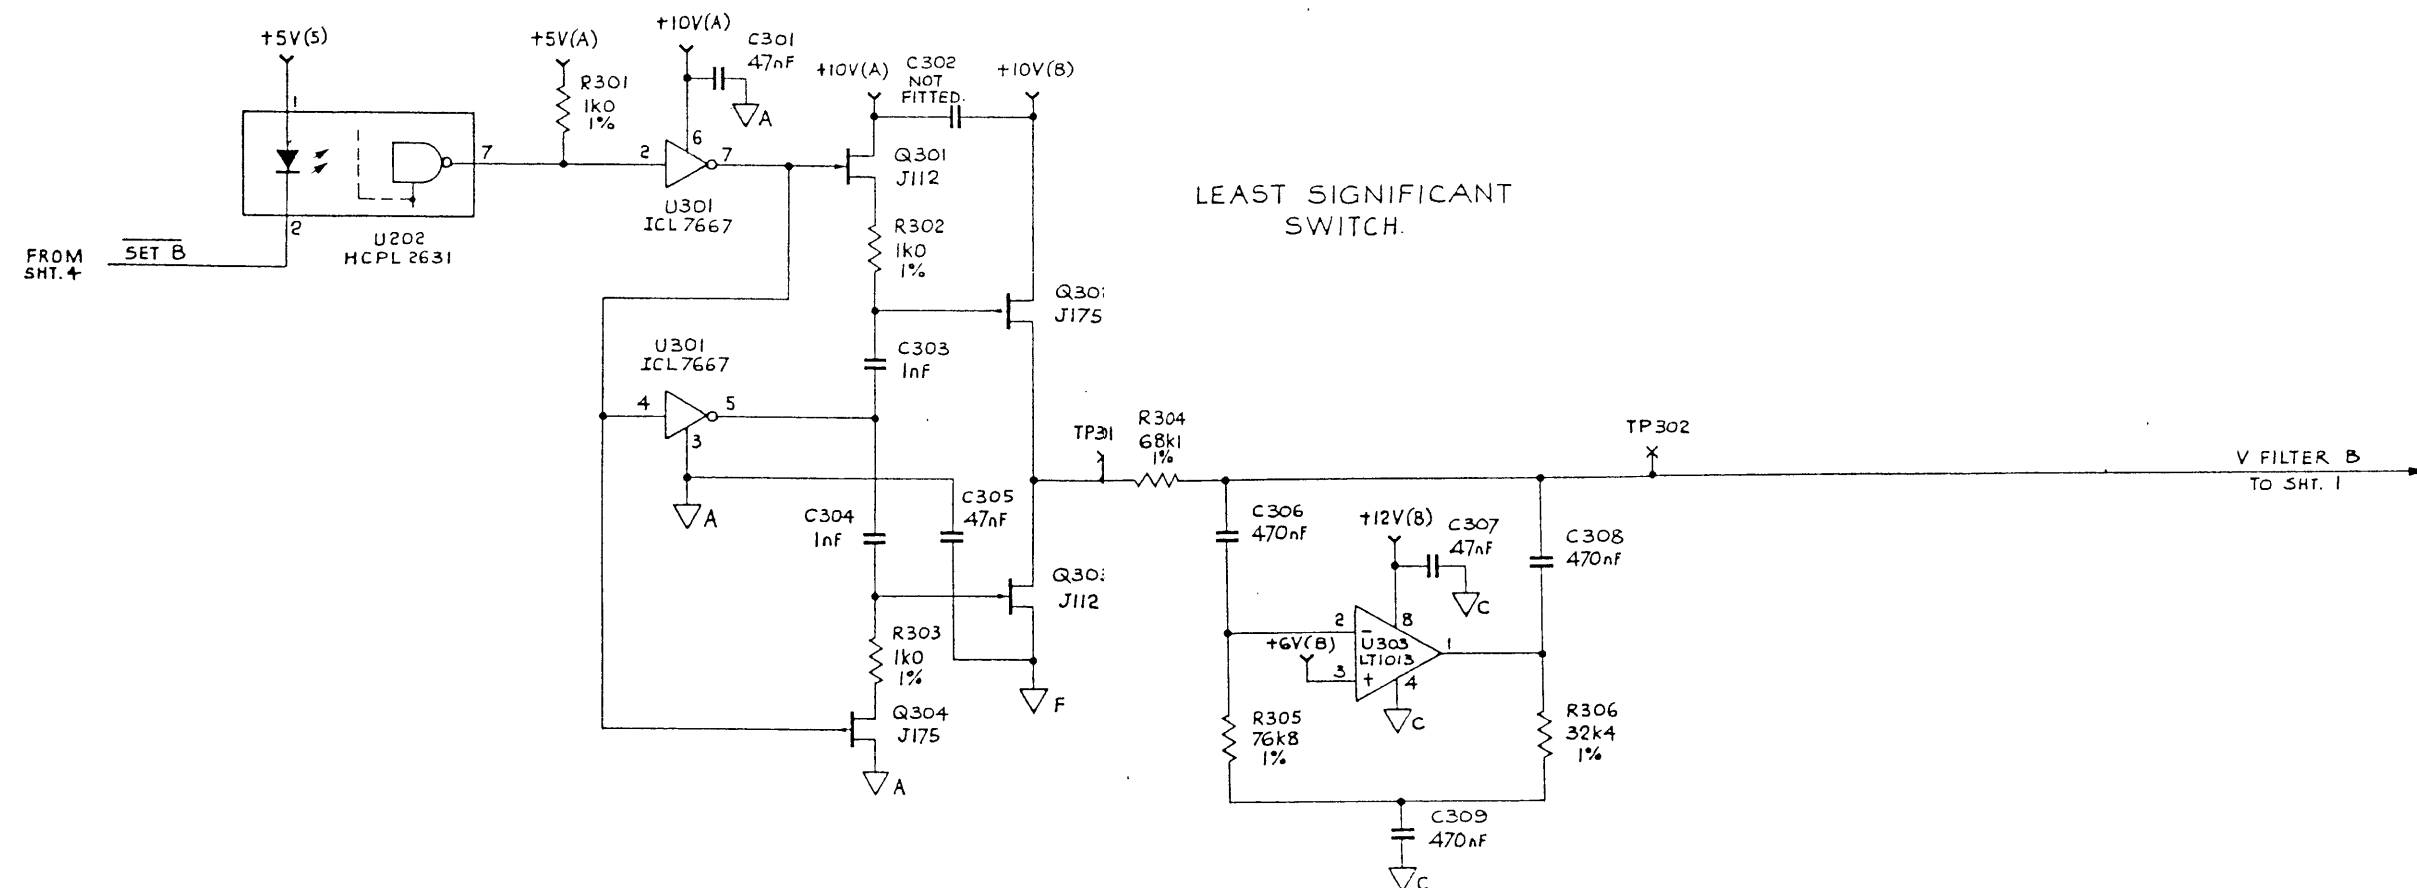 +5V(5)
1
2
U202
HCPL 2631
FROM
SHT. 4
SET B
7
+5V(A)
R301
1k0
1%
+10V(A)
C301
47nF
A
2
6
7
U301
ICL 7667
+10V(A)
C302
NOT
FITTED.
+10V(B)
Q301
J112
R302
1k0
1%
LEAST SIGNIFICANT
SWITCH.
J175
C303
1nF
U301
ICL7667
4
5
3
A
C304
1nF
C305
47nF
J112
F
R303
1k0
1%
Q304
J175
A
TP301
R304
68k1
1%
TP302
V FILTER B
TO SHT. 1
C306
470nF
+12V(B)
C307
47nF
C
C308
470nF
2
8
+6V(B)
-
U303
LT1013
1
3
+
4
C
R305
76k8
1%
R306
32k4
1%
C309
470nF
C